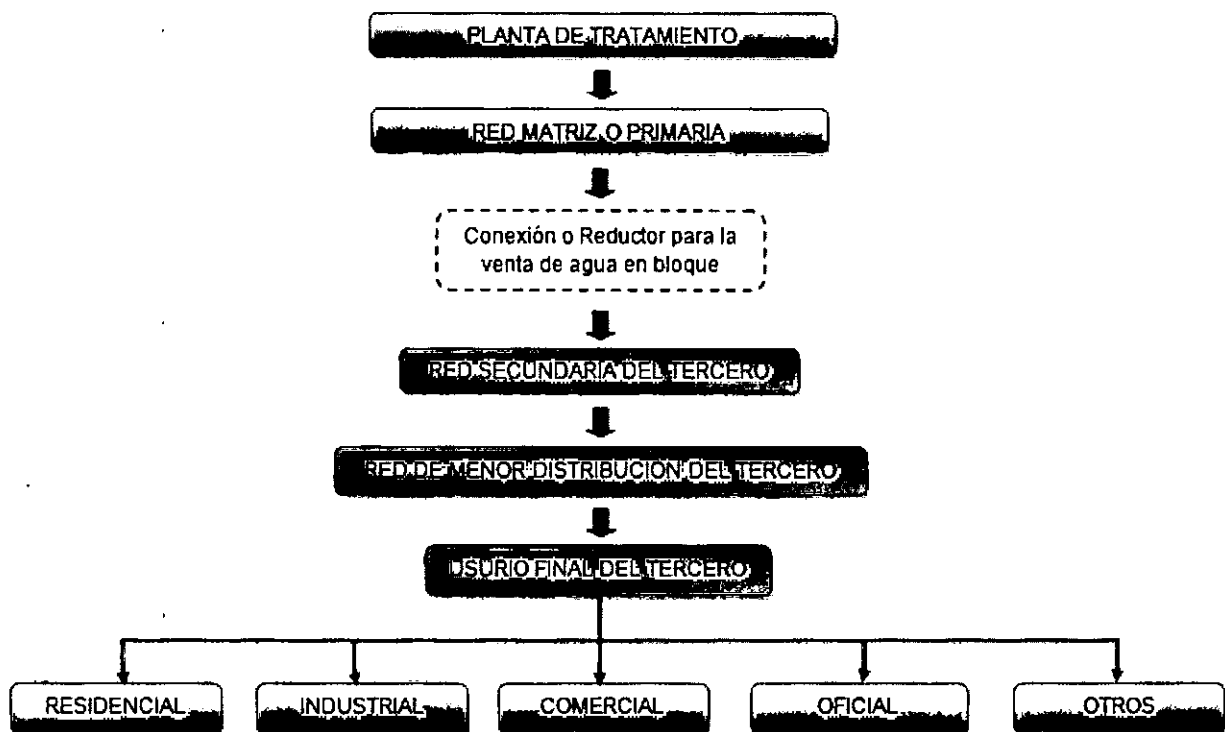 PLANTA DE TRATAMIENTO
RED MATRIZ O PRIMARIA
Conexión o Reductor para la
venta de agua en bloque
RED SECUNDARIA DEL TERCERO
RED DE MENOR DISTRIBUCION DEL TERCERO
USURIO FINAL DEL TERCERO
RESIDENCIAL
INDUSTRIAL
COMERCIAL
OFICIAL
OTROS